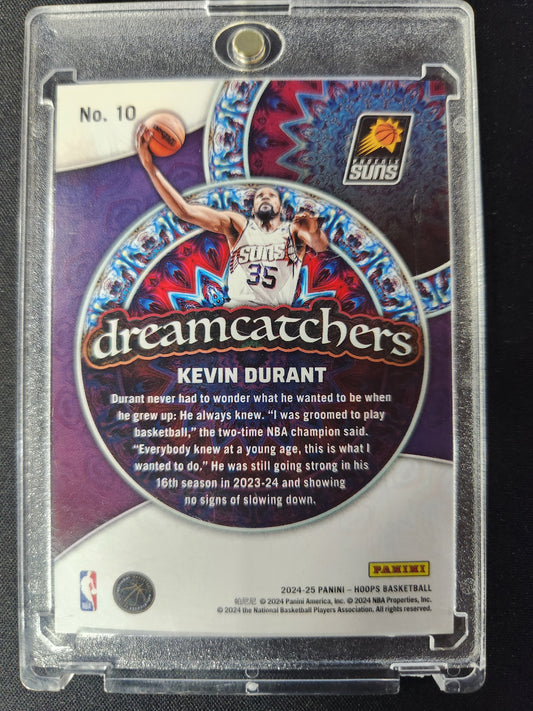 No. 10
PHOENIX
SUNS
SUNS
35
dreamcatchers
KEVIN DURANT
Durant never had to wonder what he wanted to be when
he grew up: He always knew. “I was groomed to play
basketball,” the two-time NBA champion said.
“Everybody knew at a young age, this is what I
wanted to do.” He was still going strong in his
16th season in 2023-24 and showing
no signs of slowing down.
PANINI
2024-25 PANINI – HOOPS BASKETBALL
帕尼尼 © 2024 Panini America, Inc. © 2024 NBA Properties, Inc.
© 2024 the National Basketball Players Association. All rights reserved.